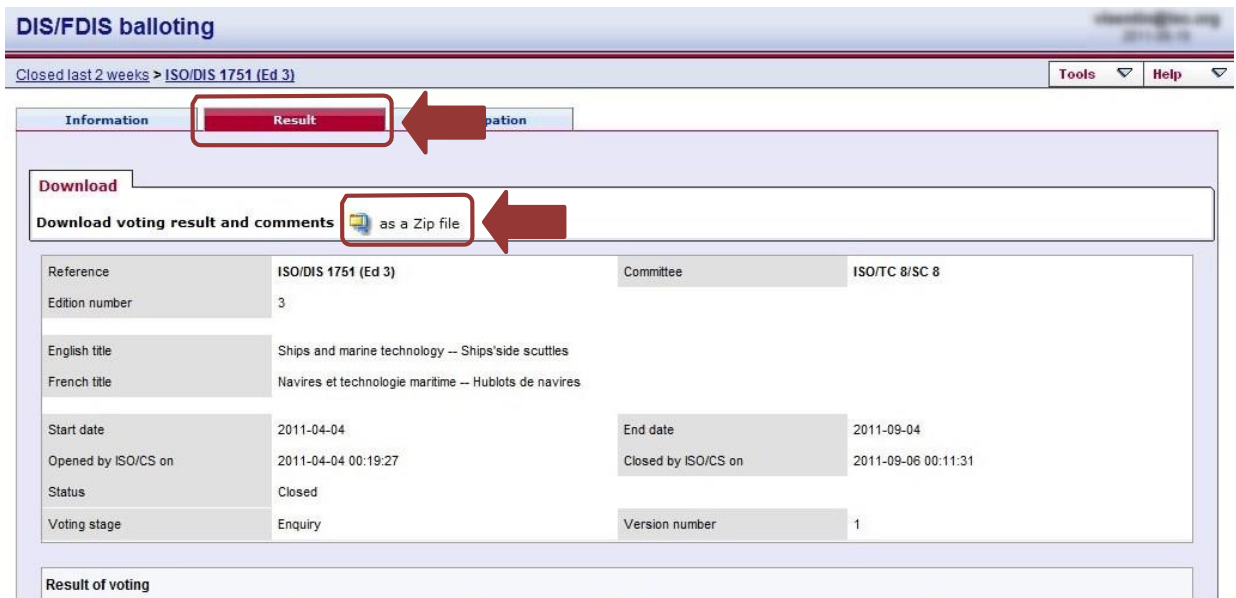 DIS/FDIS balloting
Closed last 2 weeks > ISO/DIS 1751 (Ed 3)
Tools Help
Information Result pation
Download
Download voting result and comments as a Zip file
Reference ISO/DIS 1751 (Ed 3) Committee ISO/TC 8/SC 8
Edition number 3
English title Ships and marine technology -- Ships'side scuttles
French title Navires et technologie maritime -- Hublots de navires
Start date 2011-04-04 End date 2011-09-04
Opened by ISO/CS on 2011-04-04 00:19:27 Closed by ISO/CS on 2011-09-06 00:11:31
Status Closed
Voting stage Enquiry Version number 1
Result of voting